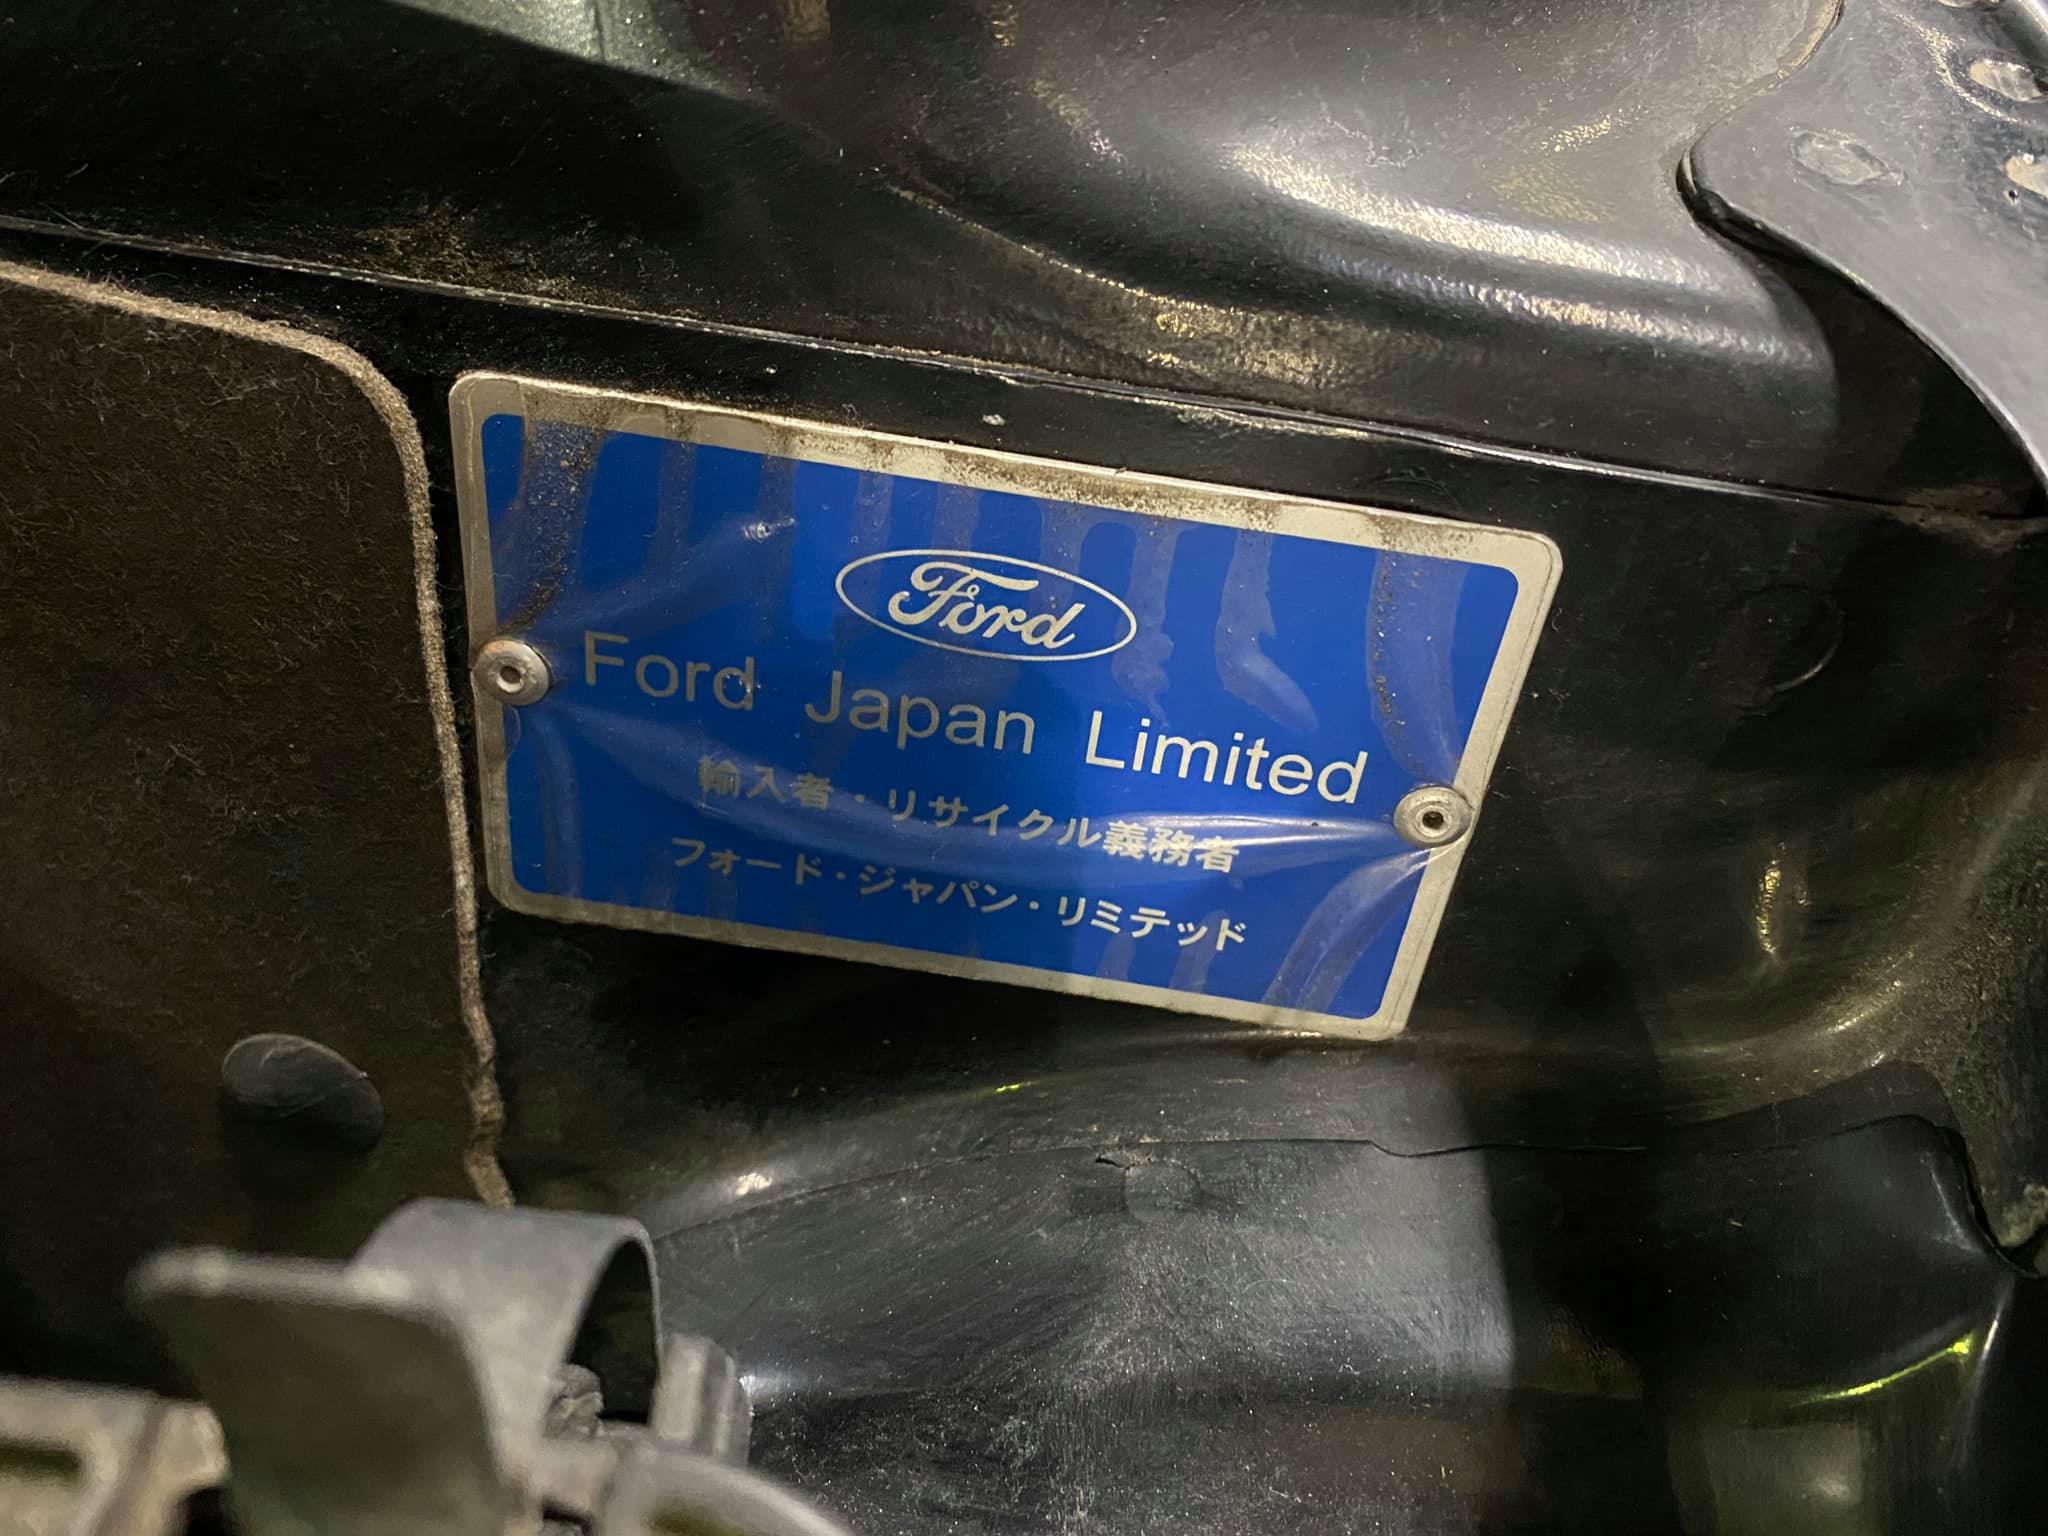 Ford
Ford Japan Limited
輸入者・リサイクル義務者
フォード・ジャパン・リミテッド